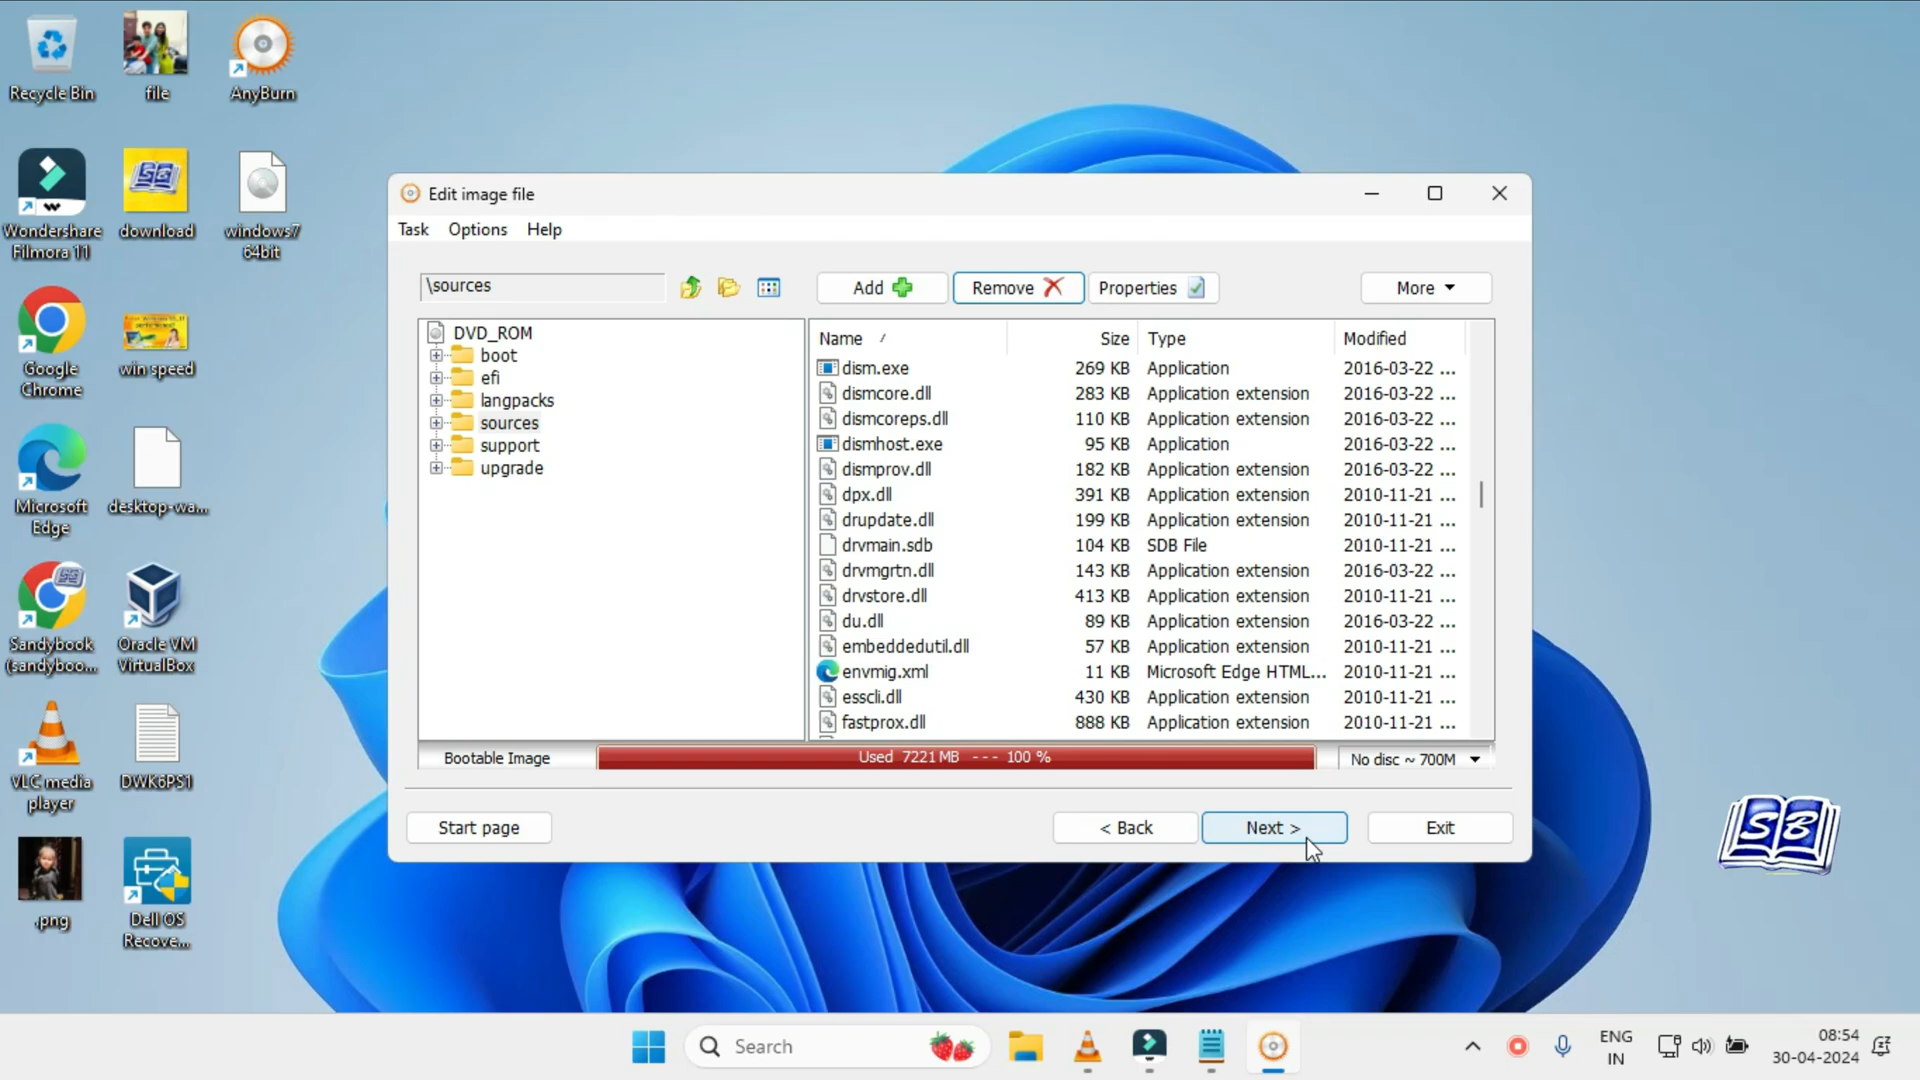 Recycle Bin
file
AnyBurn
Wondershare
Filmora 11
download
windows7
64bit
Google
Chrome
win speed
Microsoft
Edge
desktop-wa...
Sandybook
(sandyboo...
Oracle VM
VirtualBox
VLC media
player
DWK6PS1
.png
Dell OS
Recove...
Edit image file
Task Options Help
\sources
Add
Remove
Properties
More
DVD_ROM
boot
efi
langpacks
sources
support
upgrade
Name / Size Type Modified
dism.exe 269 KB Application 2016-03-22 ...
dismcore.dll 283 KB Application extension 2016-03-22 ...
dismcoreps.dll 110 KB Application extension 2016-03-22 ...
dismhost.exe 95 KB Application 2016-03-22 ...
dismprov.dll 182 KB Application extension 2016-03-22 ...
dpx.dll 391 KB Application extension 2010-11-21 ...
drupdate.dll 199 KB Application extension 2010-11-21 ...
drvmain.sdb 104 KB SDB File 2010-11-21 ...
drvmgrtn.dll 143 KB Application extension 2016-03-22 ...
drvstore.dll 413 KB Application extension 2010-11-21 ...
du.dll 89 KB Application extension 2016-03-22 ...
embeddedutil.dll 57 KB Application extension 2010-11-21 ...
envmig.xml 11 KB Microsoft Edge HTML... 2010-11-21 ...
esscli.dll 430 KB Application extension 2010-11-21 ...
fastprox.dll 888 KB Application extension 2010-11-21 ...
Bootable Image
Used 7221 MB --- 100 %
No disc ~ 700M
Start page
< Back
Next >
Exit
SB
Search
ENG
IN
08:54
30-04-2024